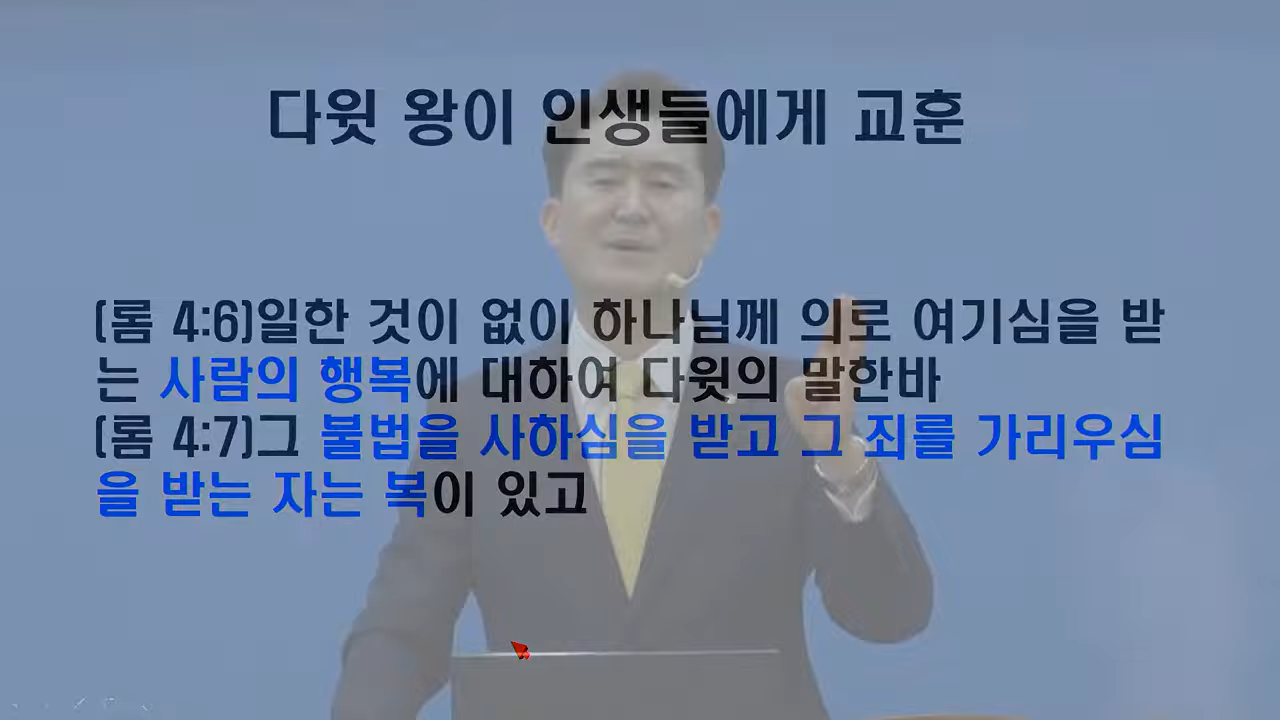 다윗 왕이 인생들에게 교훈
(롬 4:6)일한 것이 없이 하나님께 의로 여기심을 받
는 사람의 행복에 대하여 다윗의 말한바
(롬 4:7)그 불법을 사하심을 받고 그 죄를 가리우심
을 받는 자는 복이 있고